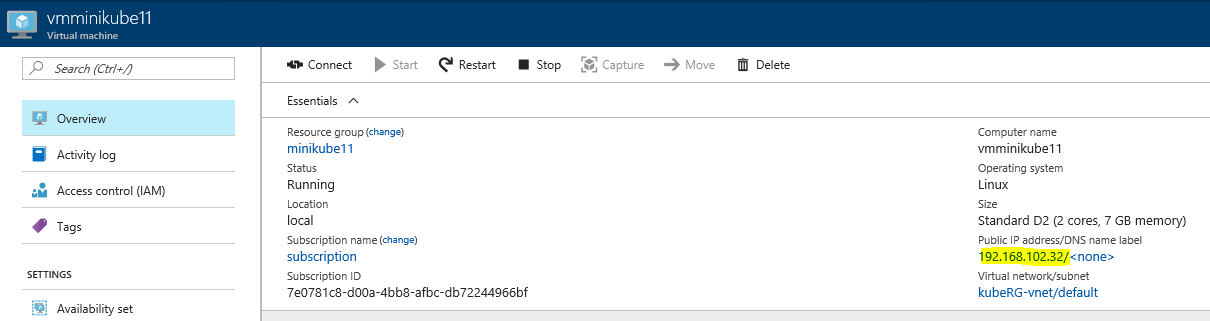 vmminikube11
Virtual machine
Search (Ctrl+/)
Overview
Activity log
Access control (IAM)
Tags
SETTINGS
Availability set
Connect Start Restart Stop Capture Move Delete
Essentials
Resource group (change)
minikube11
Status
Running
Location
local
Subscription name (change)
subscription
Subscription ID
7e0781c8-d00a-4bb8-afbc-db72244966bf
Computer name
vmminikube11
Operating system
Linux
Size
Standard D2 (2 cores, 7 GB memory)
Public IP address/DNS name label
192.168.102.32/<none>
Virtual network/subnet
kubeRG-vnet/default